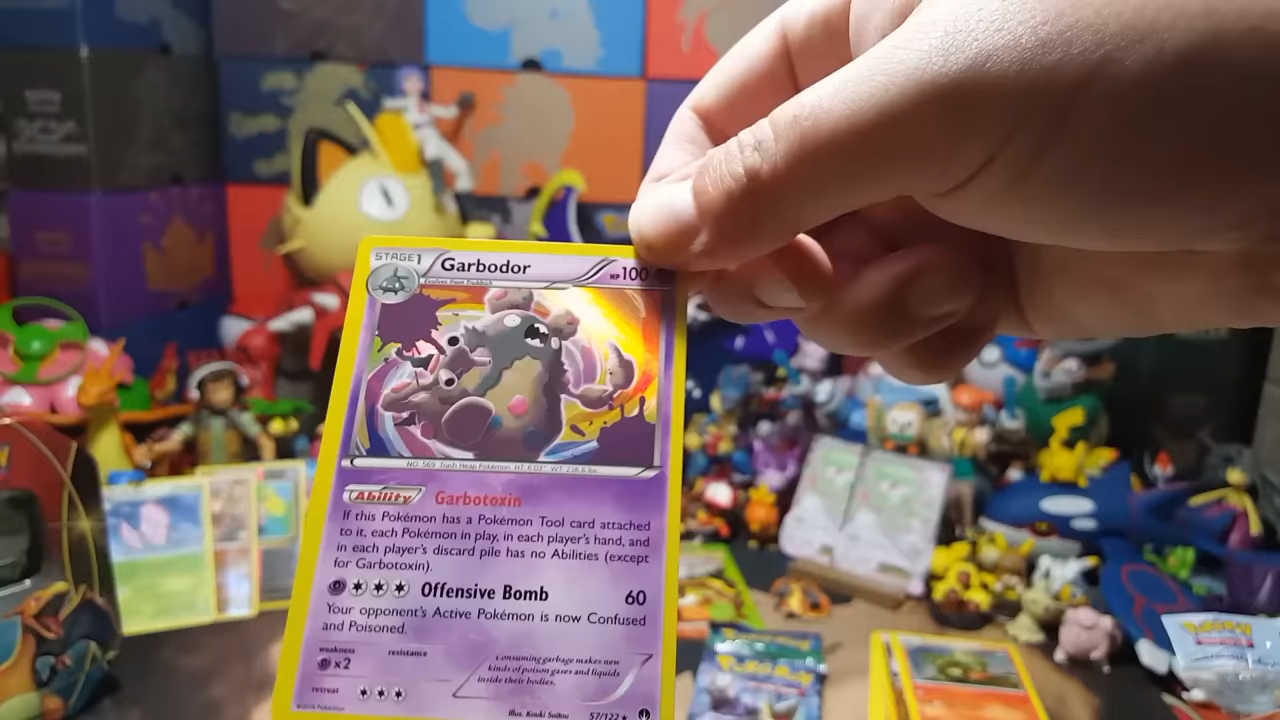 STAGE1
Garbodor
HP100
Evolves from Trubbish
NO. 569 Trash Heap Pokémon HT: 6'03" WT: 236.6 lbs.
Ability Garbotoxin
If this Pokémon has a Pokémon Tool card attached
to it, each Pokémon in play, in each player's hand, and
in each player's discard pile has no Abilities (except
for Garbotoxin).
Offensive Bomb 60
Your opponent's Active Pokémon is now Confused
and Poisoned.
weakness resistance
x2
retreat
Consuming garbage makes new
kinds of poison gases and liquids
inside their bodies.
©2016 Pokémon
Illus. Kouki Saitou 57/122
Pokémon